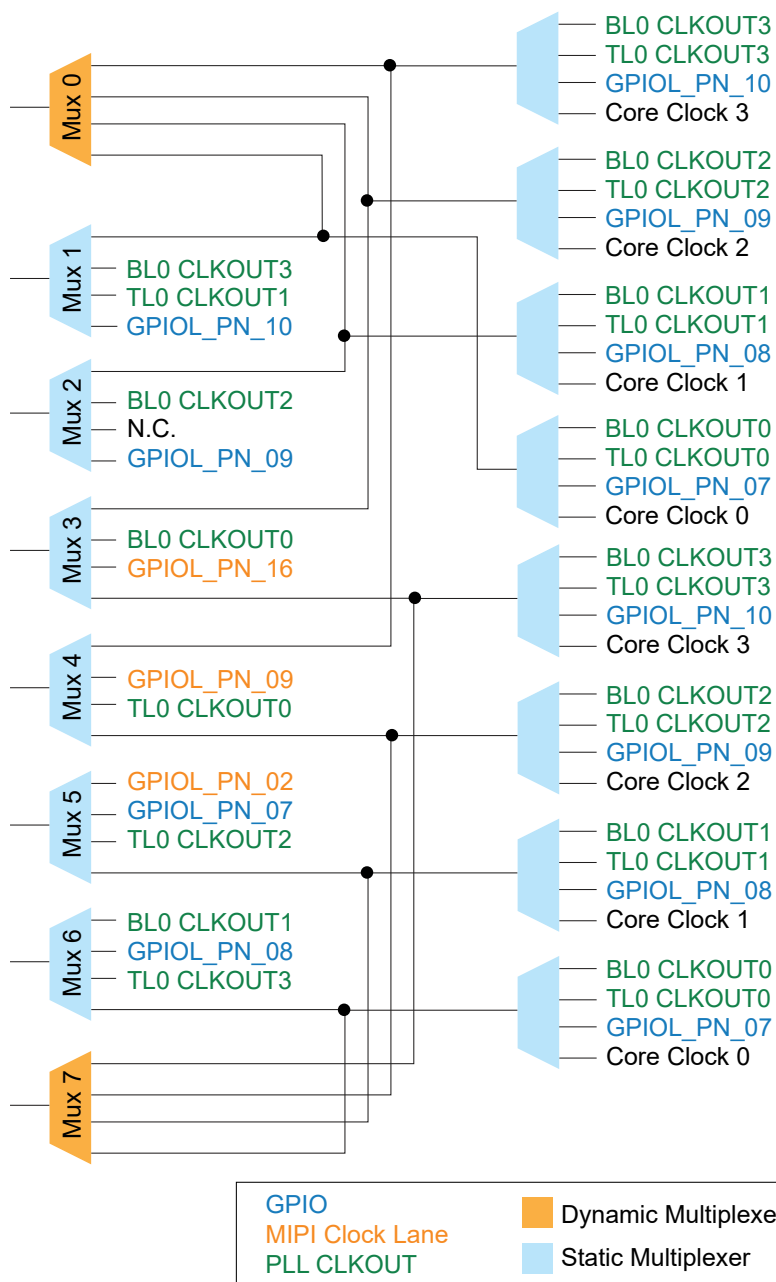 Mux 0
BL0 CLKOUT3
TL0 CLKOUT3
GPIOL_PN_10
Core Clock 3
BL0 CLKOUT2
TL0 CLKOUT2
GPIOL_PN_09
Core Clock 2
Mux 1
BL0 CLKOUT3
TL0 CLKOUT1
GPIOL_PN_10
BL0 CLKOUT1
TL0 CLKOUT1
GPIOL_PN_08
Core Clock 1
Mux 2
BL0 CLKOUT2
N.C.
GPIOL_PN_09
BL0 CLKOUT0
TL0 CLKOUT0
GPIOL_PN_07
Core Clock 0
Mux 3
BL0 CLKOUT0
GPIOL_PN_16
BL0 CLKOUT3
TL0 CLKOUT3
GPIOL_PN_10
Core Clock 3
Mux 4
GPIOL_PN_09
TL0 CLKOUT0
BL0 CLKOUT2
TL0 CLKOUT2
GPIOL_PN_09
Core Clock 2
Mux 5
GPIOL_PN_02
GPIOL_PN_07
TL0 CLKOUT2
BL0 CLKOUT1
TL0 CLKOUT1
GPIOL_PN_08
Core Clock 1
Mux 6
BL0 CLKOUT1
GPIOL_PN_08
TL0 CLKOUT3
BL0 CLKOUT0
TL0 CLKOUT0
GPIOL_PN_07
Core Clock 0
Mux 7
GPIO
MIPI Clock Lane
PLL CLKOUT
Dynamic Multiplexe
Static Multiplexer